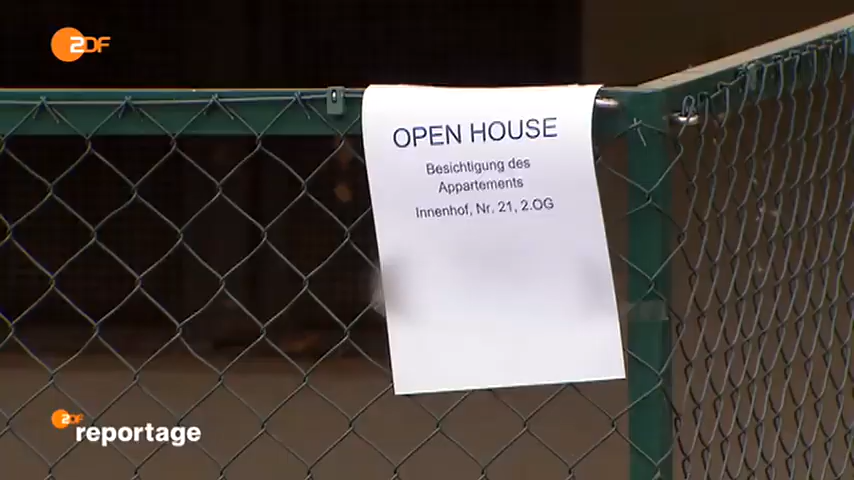 ZDF
OPEN HOUSE
Besichtigung des
Appartements
Innenhof, Nr. 21, 2.OG
ZDF
reportage